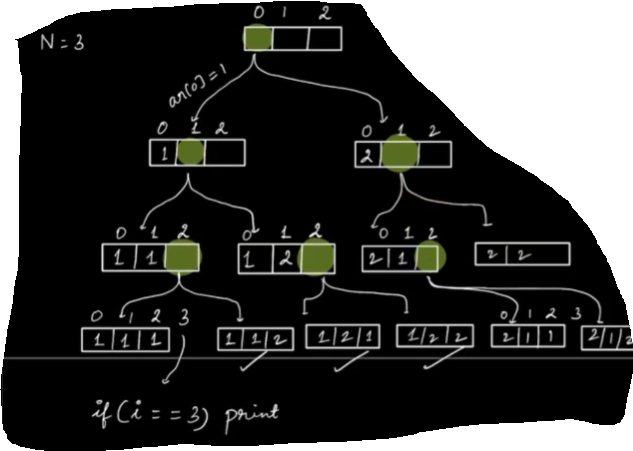 0 1 2
N = 3
ar[0] = 1
0 1 2
1
0 1 2
2
0 1 2
1 1
0 1 2
1 2
0 1 2
2 1
2 2
0 1 2 3
1 1 1
1 1 2
1 2 1
1 2 2
0 1 2 3
2 1 1
2 1 2
if (i == 3) print